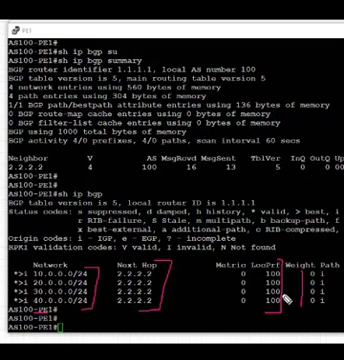 PE1
AS100-PE1#
AS100-PE1#sh ip bgp su
AS100-PE1#sh ip bgp summary
BGP router identifier 1.1.1.1, local AS number 100
BGP table version is 5, main routing table version 5
4 network entries using 560 bytes of memory
4 path entries using 304 bytes of memory
1/1 BGP path/bestpath attribute entries using 136 bytes of memory
0 BGP route-map cache entries using 0 bytes of memory
0 BGP filter-list cache entries using 0 bytes of memory
BGP using 1000 total bytes of memory
BGP activity 4/0 prefixes, 4/0 paths, scan interval 60 secs
Neighbor V AS MsgRcvd MsgSent TblVer InQ OutQ Up
2.2.2.2 4 100 16 13 5 0 0 00
AS100-PE1#
AS100-PE1#sh ip bgp
BGP table version is 5, local router ID is 1.1.1.1
Status codes: s suppressed, d damped, h history, * valid, > best, i
r RIB-failure, S Stale, m multipath, b backup-path, f
x best-external, a additional-path, c RIB-compressed,
Origin codes: i - IGP, e - EGP, ? - incomplete
RPKI validation codes: V valid, I invalid, N Not found
Network Next Hop Metric LocPrf Weight Path
*>i 10.0.0.0/24 2.2.2.2 0 100 0 i
*>i 20.0.0.0/24 2.2.2.2 0 100 0 i
*>i 30.0.0.0/24 2.2.2.2 0 100 0 i
*>i 40.0.0.0/24 2.2.2.2 0 100 0 i
AS100-PE1#
AS100-PE1#
AS100-PE1#